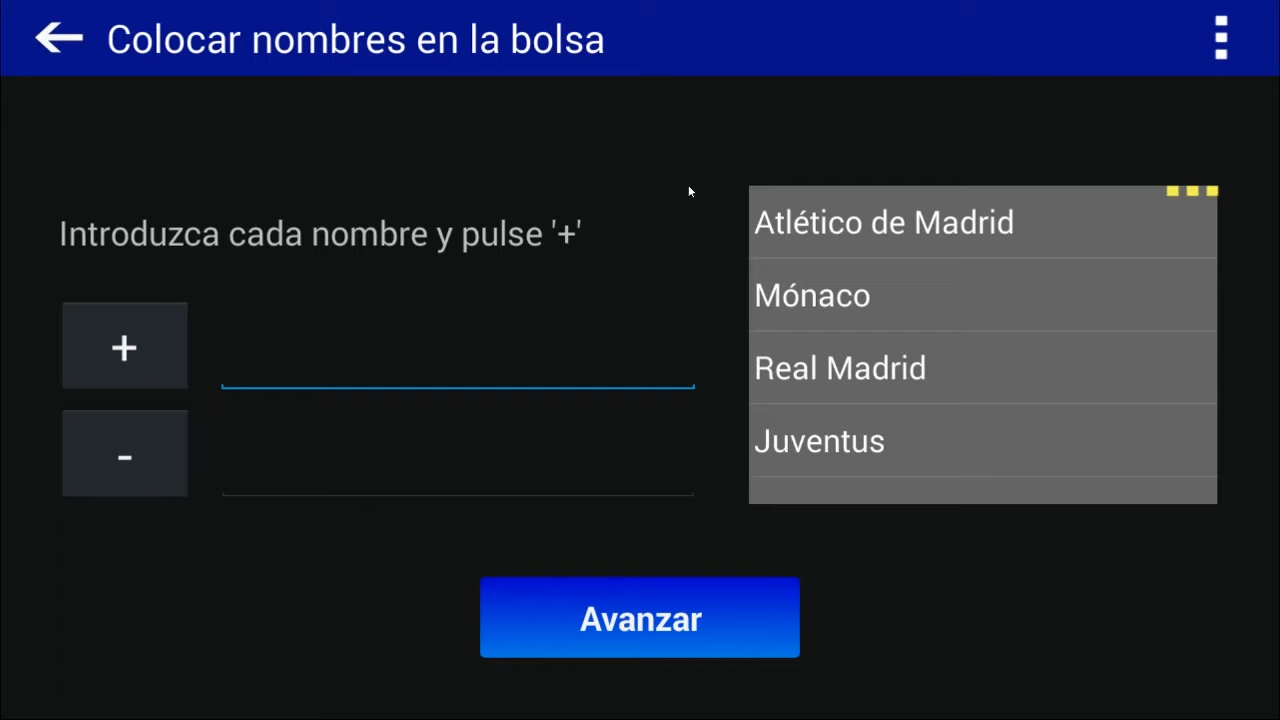 Colocar nombres en la bolsa
Introduzca cada nombre y pulse '+'
+
-
Atlético de Madrid
Mónaco
Real Madrid
Juventus
Avanzar